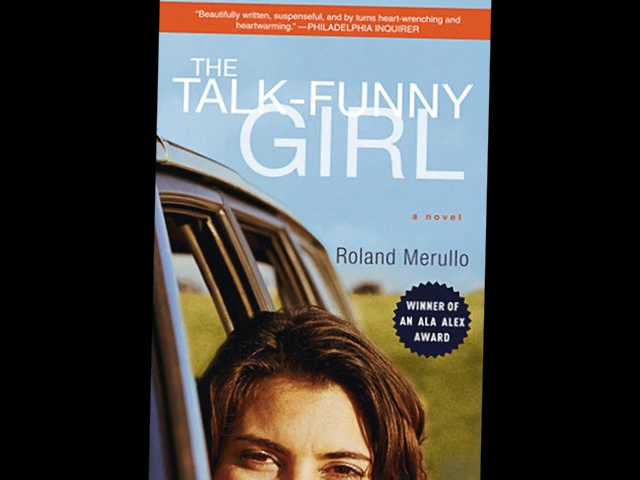 "Beautifully written, suspenseful, and by turns heart-wrenching and
heartwarming." —PHILADELPHIA INQUIRER
THE
TALK-FUNNY
GIRL
a novel
Roland Merullo
WINNER OF
AN ALA ALEX
AWARD